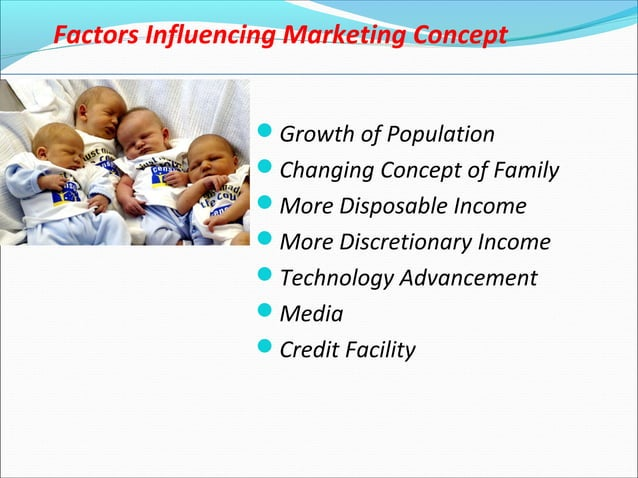 Factors Influencing Marketing Concept
Growth of Population
Changing Concept of Family
More Disposable Income
More Discretionary Income
Technology Advancement
Media
Credit Facility